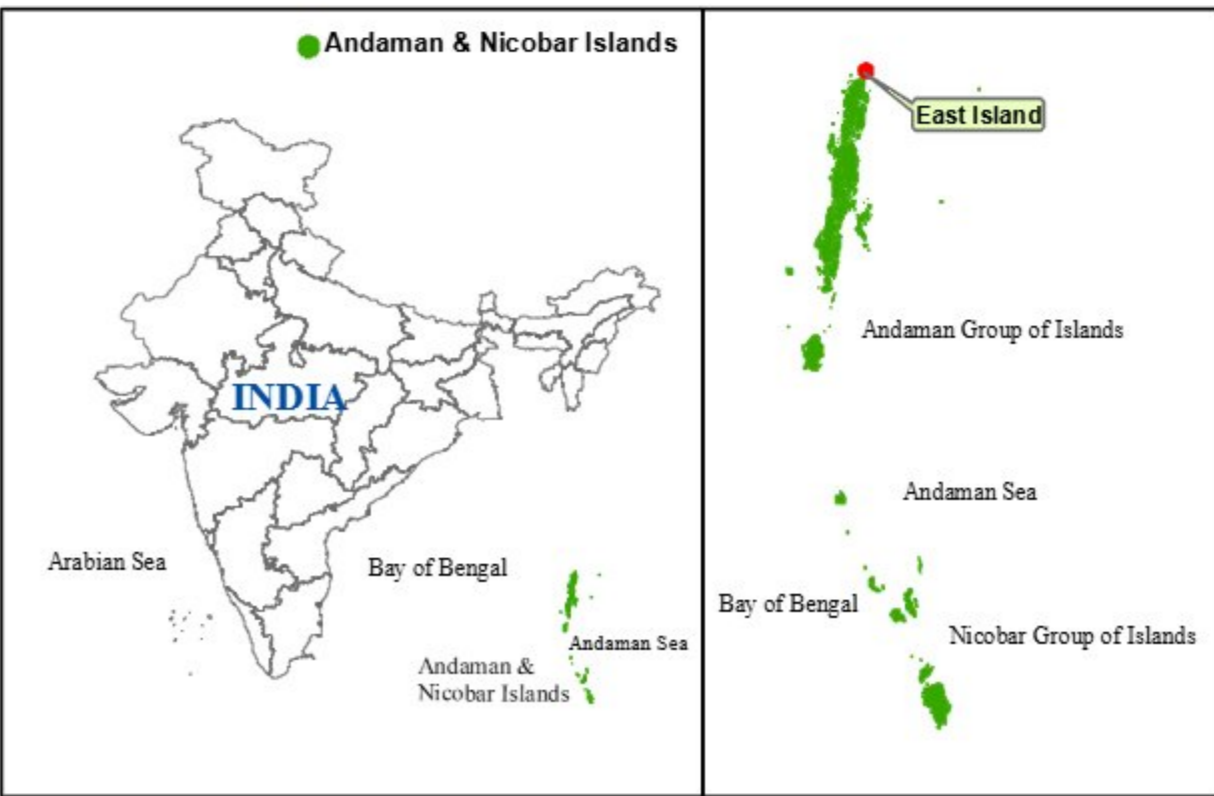 Andaman & Nicobar Islands
INDIA
Arabian Sea
Bay of Bengal
Andaman Sea
Andaman &
Nicobar Islands
East Island
Andaman Group of Islands
Andaman Sea
Bay of Bengal
Nicobar Group of Islands